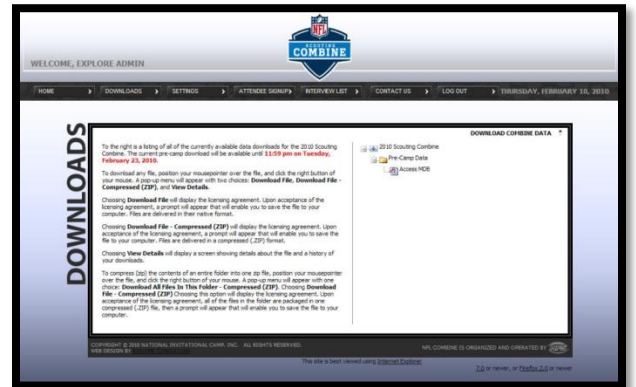 NFL
SCOUTING
COMBINE
WELCOME, EXPLORE ADMIN
HOME DOWNLOADS SETTINGS ATTENDEE SIGNUP INTERVIEW LIST CONTACT US LOG OUT THURSDAY, FEBRUARY 18, 2010
DOWNLOADS
DOWNLOAD COMBINE DATA
To the right is a listing of all of the currently available data downloads for the 2010 Scouting
Combine. The current pre-camp download will be available until 11:59 pm on Tuesday,
February 23, 2010.
To download any file, position your mousepointer over the file, and click the right button of
your mouse. A pop-up menu will appear with two choices: Download File, Download File -
Compressed (ZIP), and View Details.
Choosing Download File will display the licensing agreement. Upon acceptance of the
licensing agreement, a prompt will appear that will enable you to save the file to your
computer. Files are delivered in their native format.
Choosing Download File - Compressed (ZIP) will display the licensing agreement. Upon
acceptance of the licensing agreement, a prompt will appear that will enable you to save the
file to your computer. Files are delivered in a compressed (.ZIP) format.
Choosing View Details will display a screen showing details about the file and a history of
your downloads.
To compress (zip) the contents of an entire folder into one zip file, position your mousepointer
over the file, and click the right button of your mouse. A pop-up menu will appear with one
choice: Download All Files In This Folder - Compressed (ZIP). Choosing Download
File - Compressed (ZIP) Choosing this option will display the licensing agreement. Upon
acceptance of the licensing agreement, all of the files in the folder are packaged in one
compressed (.ZIP) file, then a prompt will appear that will enable you to save the file to your
computer.
2010 Scouting Combine
Pre-Camp Data
Access MDB
COPYRIGHT © 2010 NATIONAL INVITATIONAL CAMP, INC. ALL RIGHTS RESERVED.
WEB DESIGN BY
NFL COMBINE IS ORGANIZED AND OPERATED BY
This site is best viewed using Internet Explorer
7.0 or newer, or Firefox 2.0 or newer